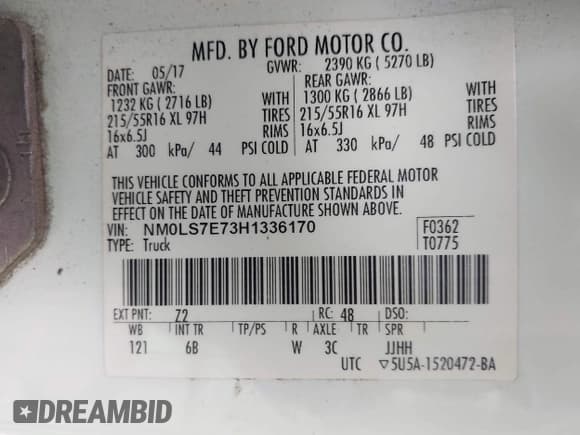 MFD. BY FORD MOTOR CO.
DATE: 05/17 GVWR: 2390 KG ( 5270 LB)
FRONT GAWR: REAR GAWR:
1232 KG ( 2716 LB) WITH 1300 KG ( 2866 LB) WITH
215/55R16 XL 97H TIRES 215/55R16 XL 97H TIRES
16x6.5J RIMS 16x6.5J RIMS
AT 300 kPa/ 44 PSI COLD AT 330 kPa/ 48 PSI COLD
THIS VEHICLE CONFORMS TO ALL APPLICABLE FEDERAL MOTOR
VEHICLE SAFETY AND THEFT PREVENTION STANDARDS IN
EFFECT ON THE DATE OF MANUFACTURE SHOWN ABOVE.
VIN: NM0LS7E73H1336170 F0362
TYPE: Truck T0775
EXT PNT: Z2 RC: 48 DSO:
WB INT TR TP/PS R AXLE TR SPR
121 6B W 3C JJHH
UTC ▽5U5A-1520472-BA
DREAMBID